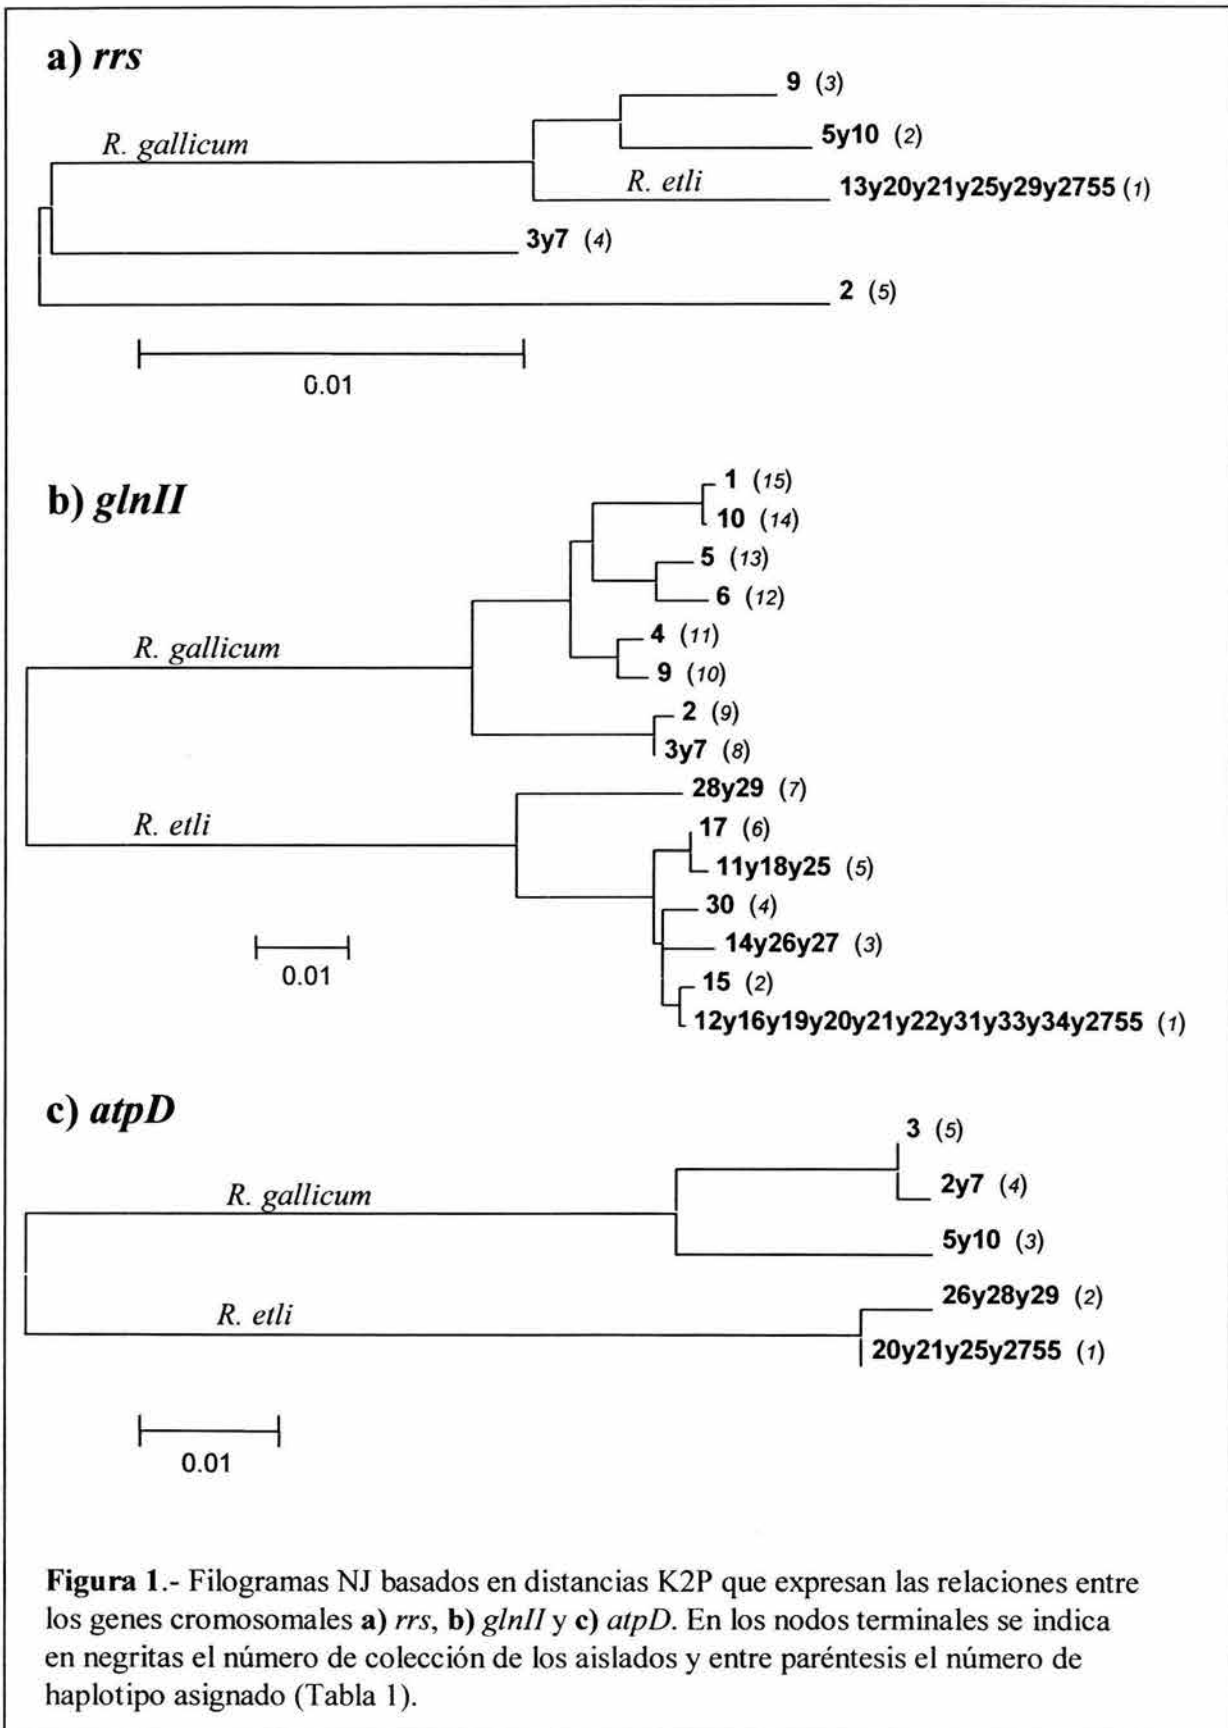 a) rrs
9 (3)
5y10 (2)
R. gallicum
R. etli
13y20y21y25y29y2755 (1)
3y7 (4)
2 (5)
0.01
b) glnII
1 (15)
10 (14)
5 (13)
6 (12)
4 (11)
R. gallicum
9 (10)
2 (9)
3y7 (8)
28y29 (7)
R. etli
17 (6)
11y18y25 (5)
30 (4)
14y26y27 (3)
0.01
15 (2)
12y16y19y20y21y22y31y33y34y2755 (1)
c) atpD
3 (5)
R. gallicum
2y7 (4)
5y10 (3)
26y28y29 (2)
R. etli
20y21y25y2755 (1)
0.01
Figura 1.- Filogramas NJ basados en distancias K2P que expresan las relaciones entre
los genes cromosomales a) rrs, b) glnII y c) atpD. En los nodos terminales se indica
en negritas el número de colección de los aislados y entre paréntesis el número de
haplotipo asignado (Tabla 1).